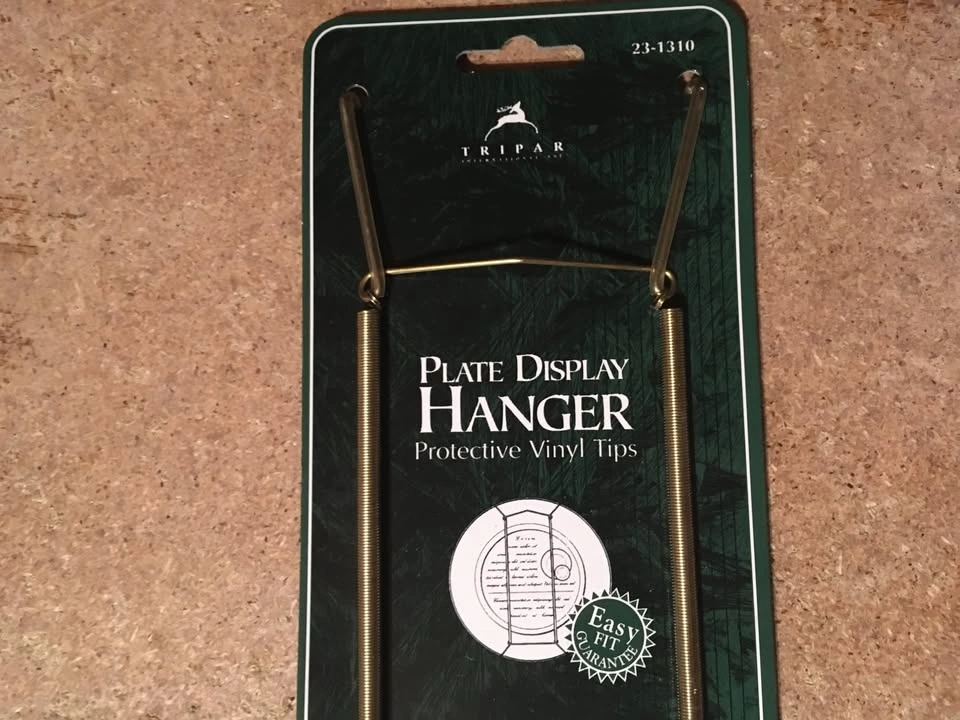 23-1310
TRIPAR
PLATE DISPLAY
HANGER
Protective Vinyl Tips
Easy
FIT
GUARANTEE